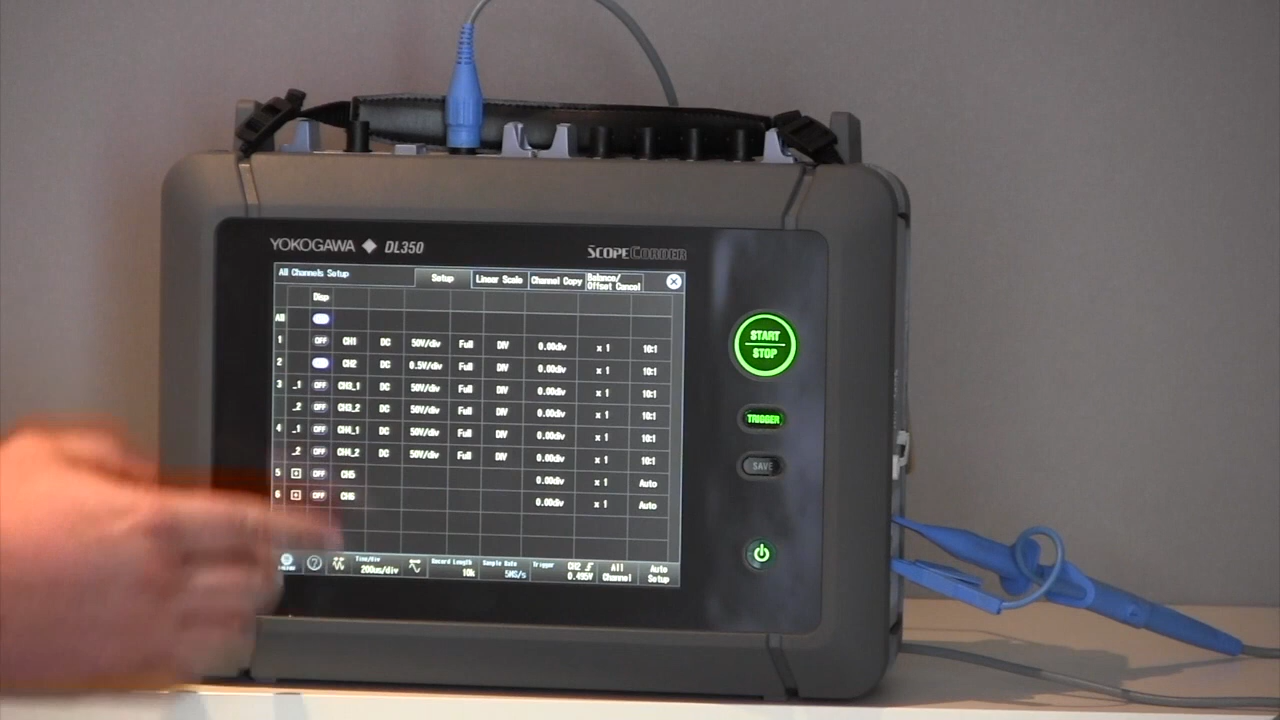 YOKOGAWA ◆ DL350
SCOPECORDER
All Channels Setup Setup Linear Scale Channel Copy Balance/ Offset Cancel
Disp
All
1 OFF CH1 DC 50V/div Full DIV 0.00div x 1 10:1
2 CH2 DC 0.5V/div Full DIV 0.00div x 1 10:1
3 _1 OFF CH3_1 DC 50V/div Full DIV 0.00div x 1 10:1
_2 OFF CH3_2 DC 50V/div Full DIV 0.00div x 1 10:1
4 _1 OFF CH4_1 DC 50V/div Full DIV 0.00div x 1 10:1
_2 OFF CH4_2 DC 50V/div Full DIV 0.00div x 1 10:1
5 + OFF CH5 0.00div x 1 Auto
6 + OFF CH6 0.00div x 1 Auto
? Time/div 200us/div Record Length 10k Sample Rate 5MS/s Trigger CH2 0.495V All Channel Auto Setup
START
STOP
TRIGGER
SAVE